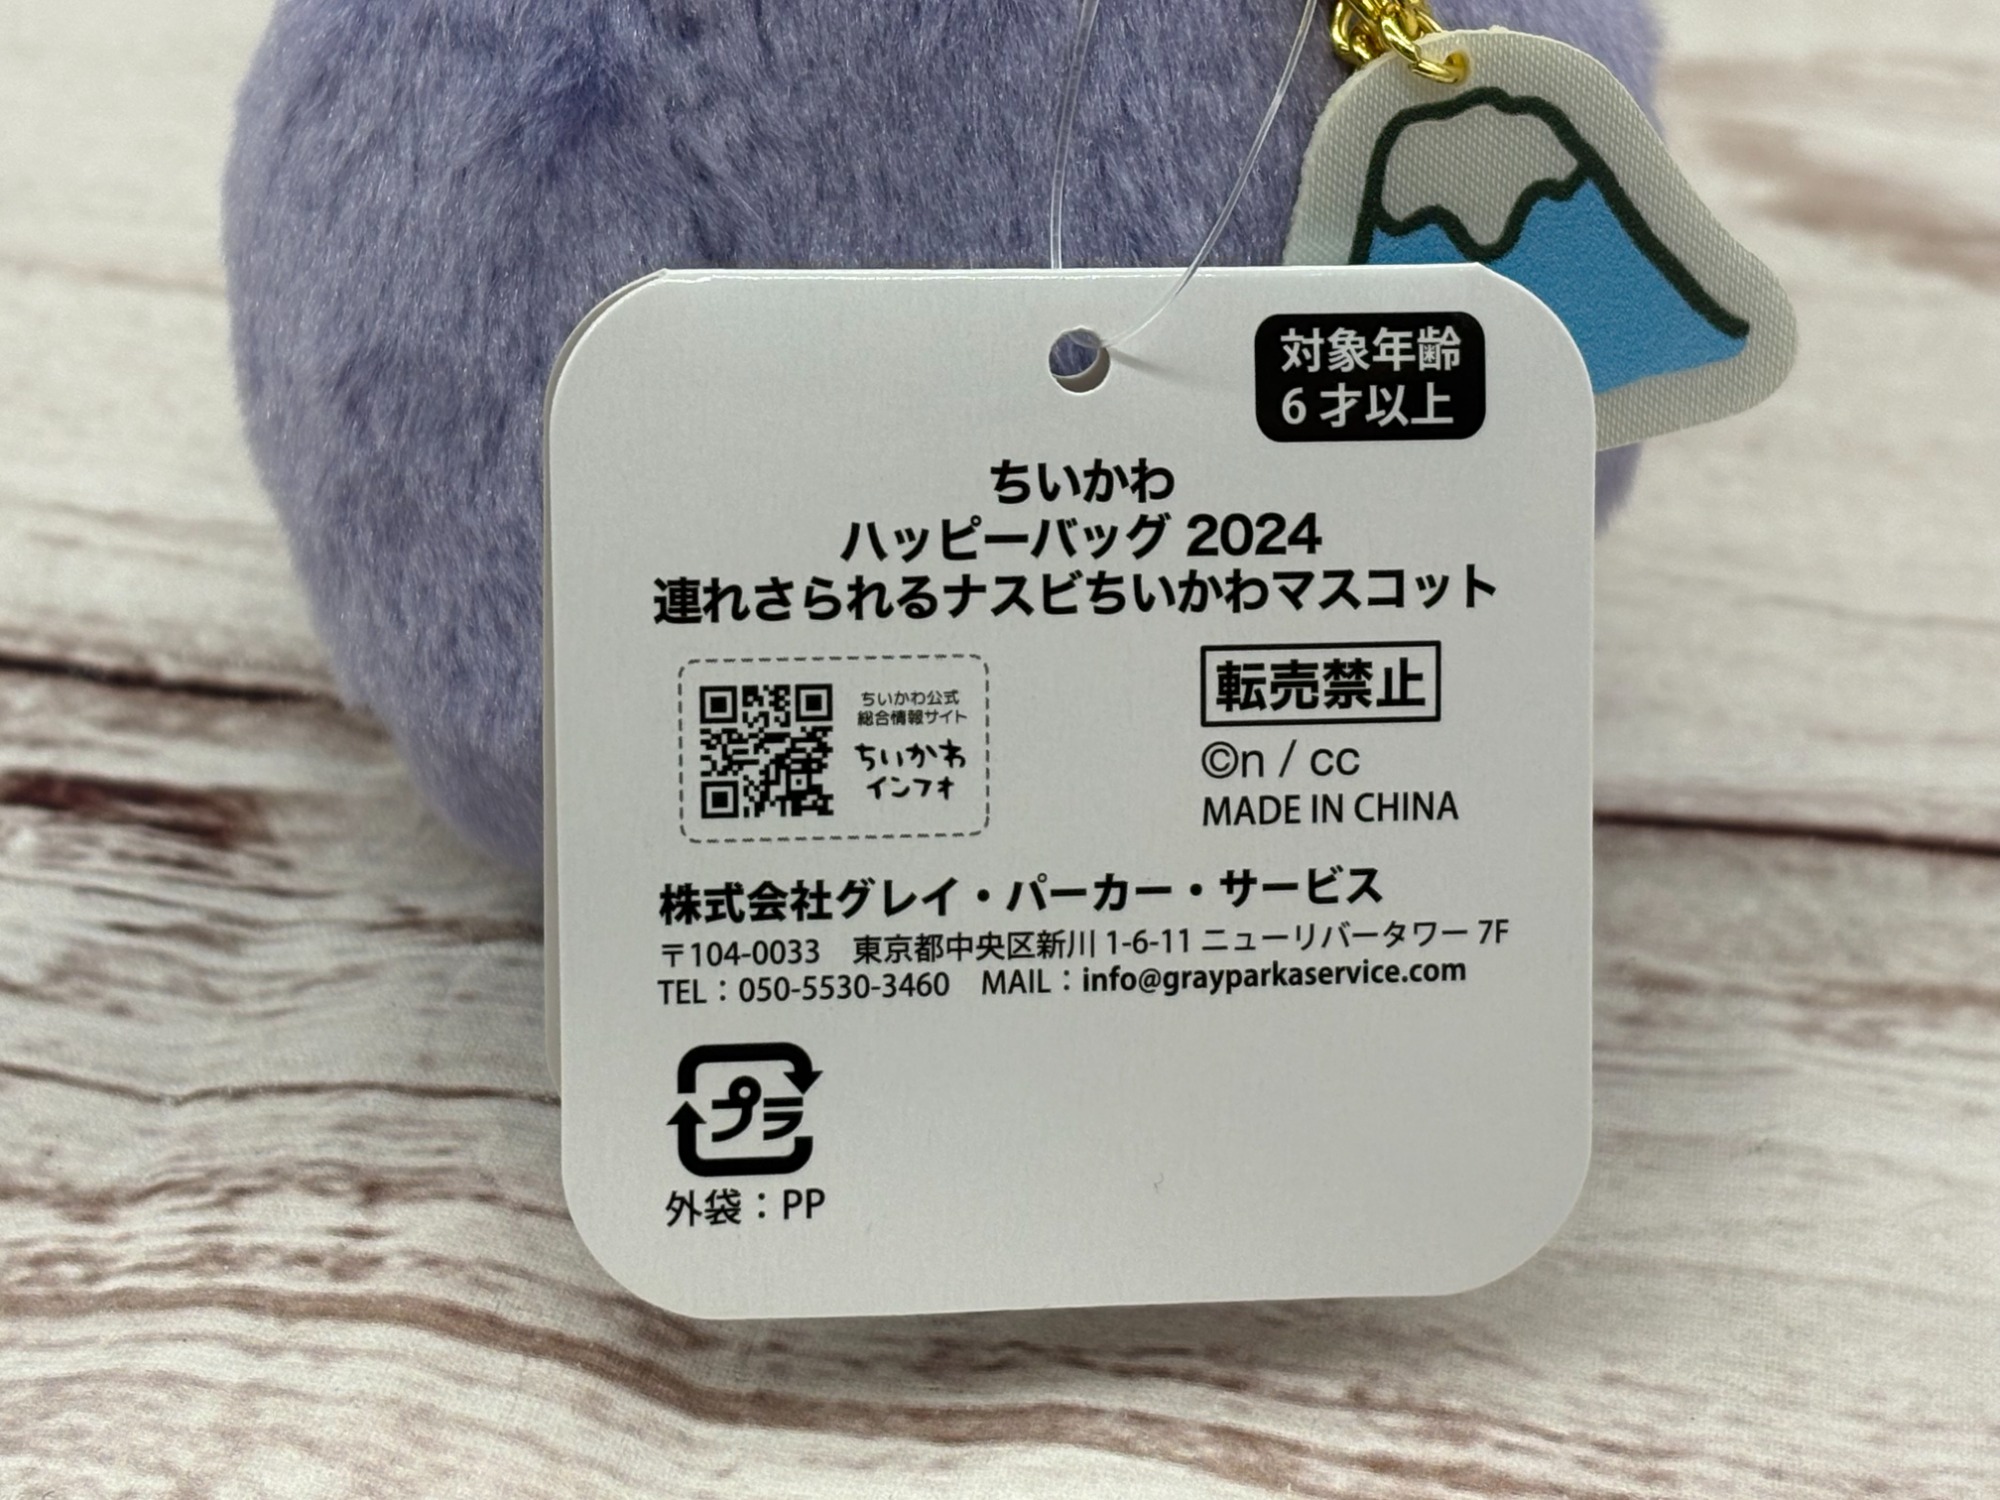 対象年齢
6才以上
ちいかわ
ハッピーバッグ 2024
連れさられるナスビちいかわマスコット
ちいかわ公式
総合情報サイト
ちいかわ
インフォ
転売禁止
©n / cc
MADE IN CHINA
株式会社グレイ・パーカー・サービス
〒104-0033　東京都中央区新川 1-6-11 ニューリバータワー 7F
TEL：050-5530-3460　MAIL：info@grayparkaservice.com
プラ
外袋：PP